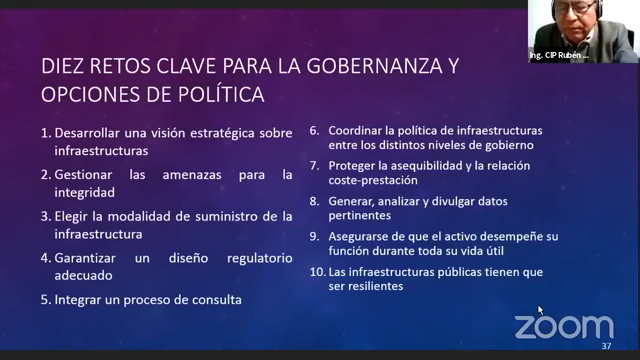 DIEZ RETOS CLAVE PARA LA GOBERNANZA Y
OPCIONES DE POLÍTICA
1. Desarrollar una visión estratégica sobre
infraestructuras
2. Gestionar las amenazas para la
integridad
3. Elegir la modalidad de suministro de la
infraestructura
4. Garantizar un diseño regulatorio
adecuado
5. Integrar un proceso de consulta
6. Coordinar la política de infraestructuras
entre los distintos niveles de gobierno
7. Proteger la asequibilidad y la relación
coste-prestación
8. Generar, analizar y divulgar datos
pertinentes
9. Asegurarse de que el activo desempeñe su
función durante toda su vida útil
10. Las infraestructuras públicas tienen que
ser resilientes
Ing. CIP Rubén ...
zoom
37